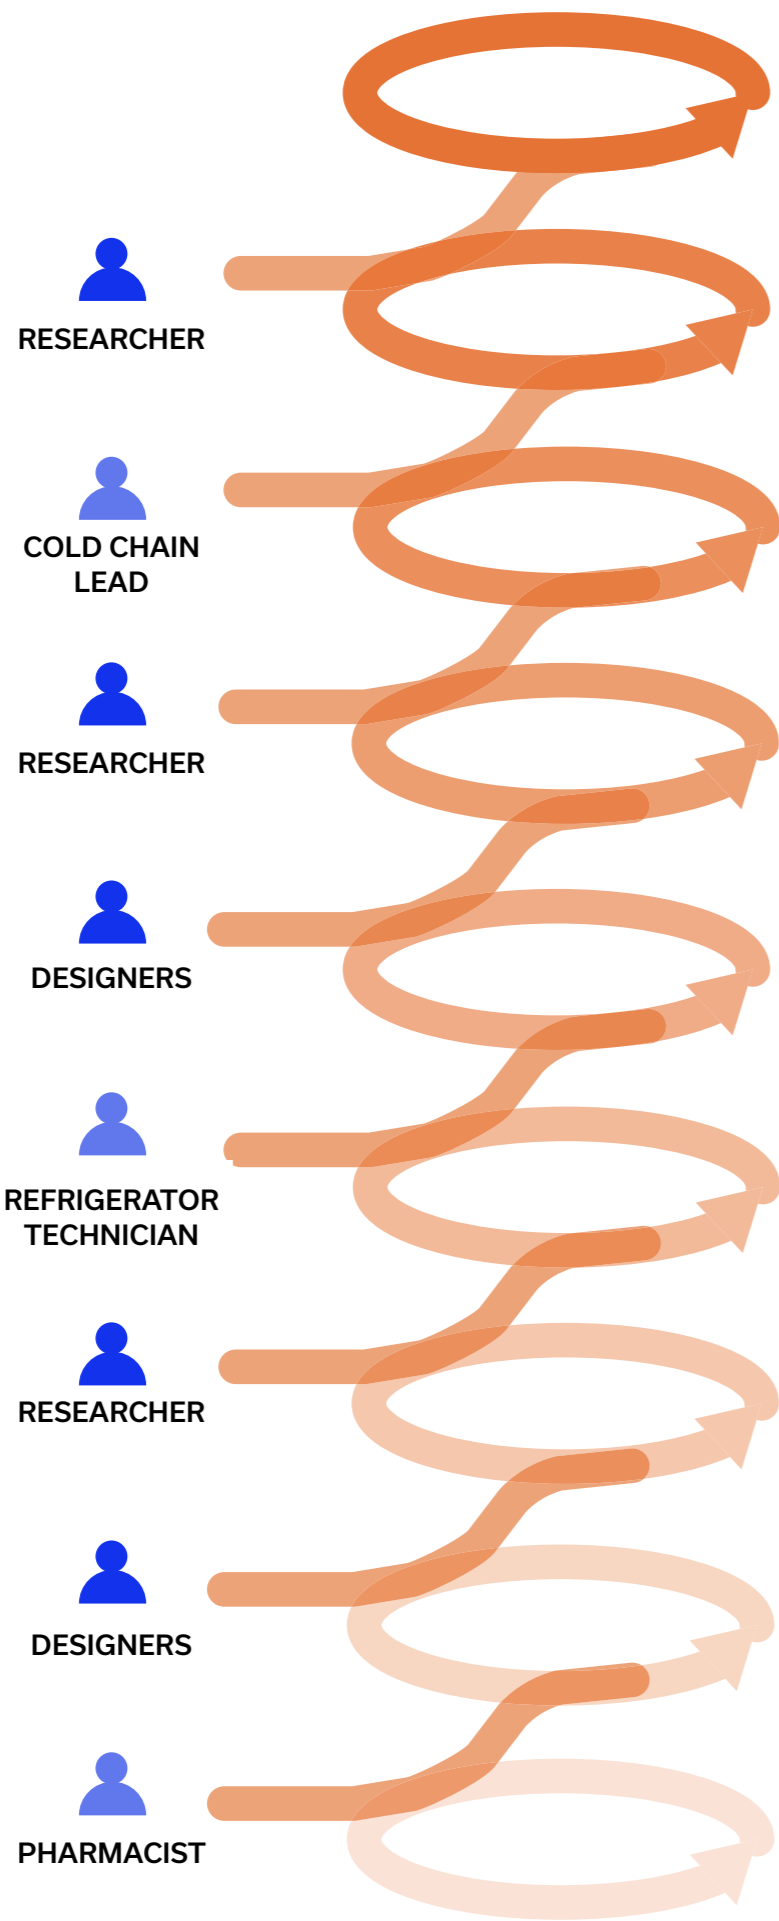 RESEARCHER
COLD CHAIN
LEAD
RESEARCHER
DESIGNERS
REFRIGERATOR
TECHNICIAN
RESEARCHER
DESIGNERS
PHARMACIST